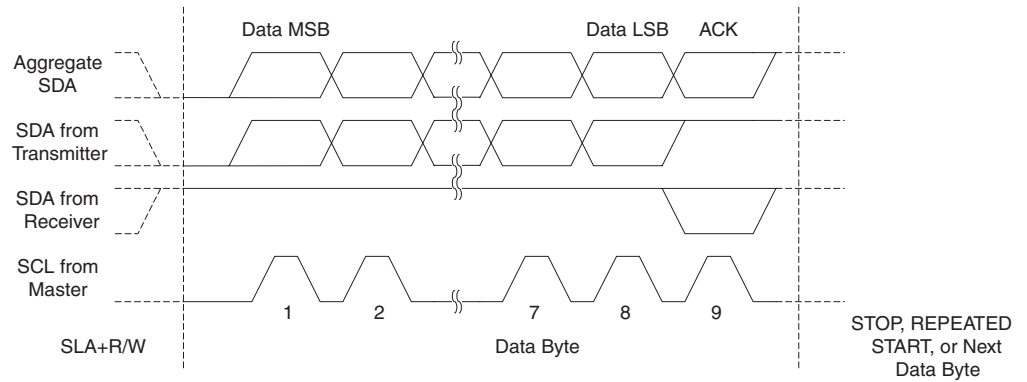 Data MSB
Data LSB
ACK
Aggregate
SDA
SDA from
Transmitter
SDA from
Receiver
SCL from
Master
1
2
7
8
9
SLA+R/W
Data Byte
STOP, REPEATED
START, or Next
Data Byte